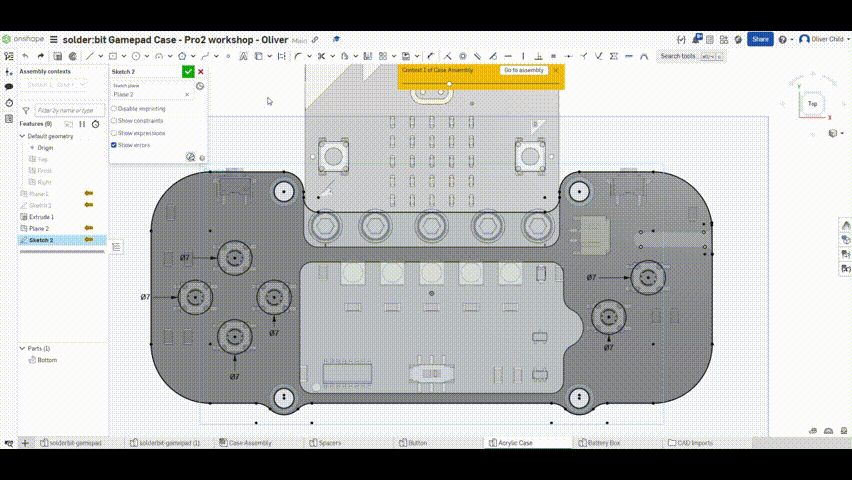 onshape
solder:bit Gamepad Case - Pro2 workshop - Oliver
Main
Share
Oliver Child
Search tools...
Assembly contexts
Sketch 2
Sketch plane
Plane 2
Disable imprinting
Show constraints
Show expressions
Show errors
Context 1 of Case Assembly
Go to assembly
Filter by name or type
Features (9)
Default geometry
Origin
Top
Front
Right
Plane 1
Sketch 1
Extrude 1
Plane 2
Sketch 2
Parts (1)
Bottom
Top
Ø7
Ø7
Ø7
Ø7
Ø7
Ø7
solderbit-gamepad
solderbit-gamepad (1)
Case Assembly
Spacers
Button
Acrylic Case
Battery Box
CAD Imports